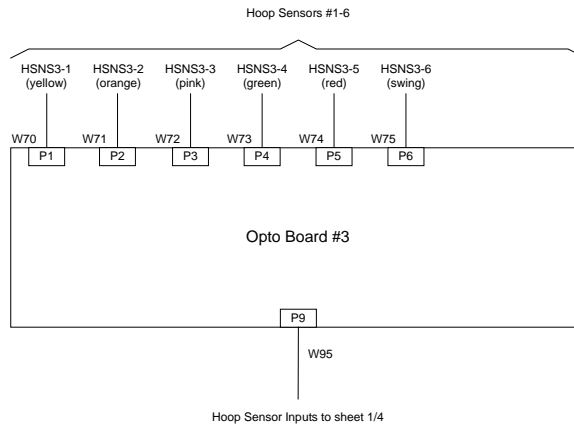 Hoop Sensors #1-6
HSNS3-1 HSNS3-2 HSNS3-3 HSNS3-4 HSNS3-5 HSNS3-6
(yellow) (orange) (pink) (green) (red) (swing)
W70 W71 W72 W73 W74 W75
P1 P2 P3 P4 P5 P6
Opto Board #3
P9
W95
Hoop Sensor Inputs to sheet 1/4